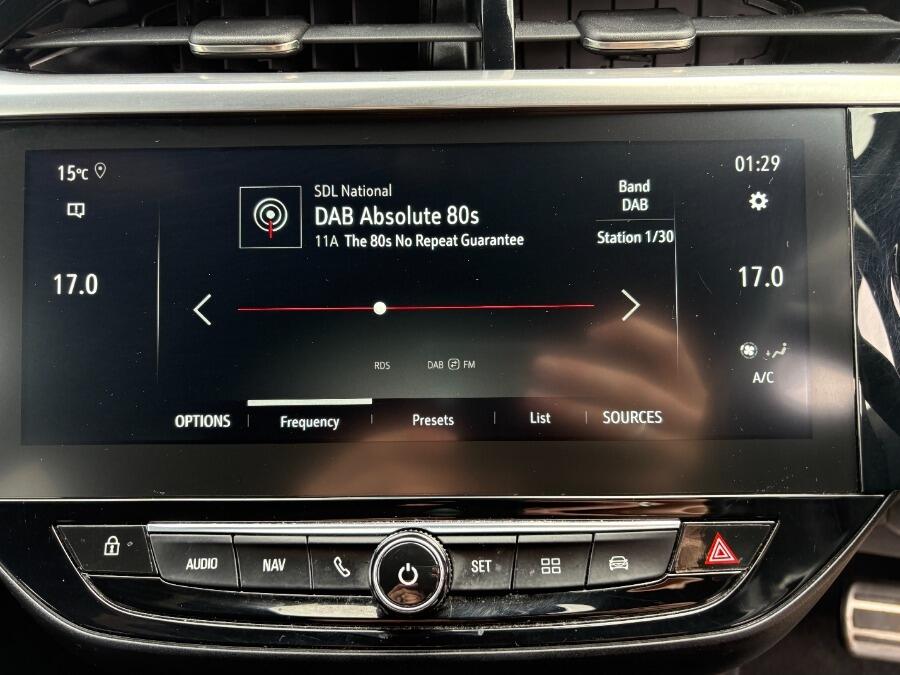 15°C
01:29
SDL National
DAB Absolute 80s
11A The 80s No Repeat Guarantee
Band
DAB
Station 1/30
17.0
17.0
RDS
DAB FM
A/C
OPTIONS Frequency Presets List SOURCES
AUDIO NAV SET